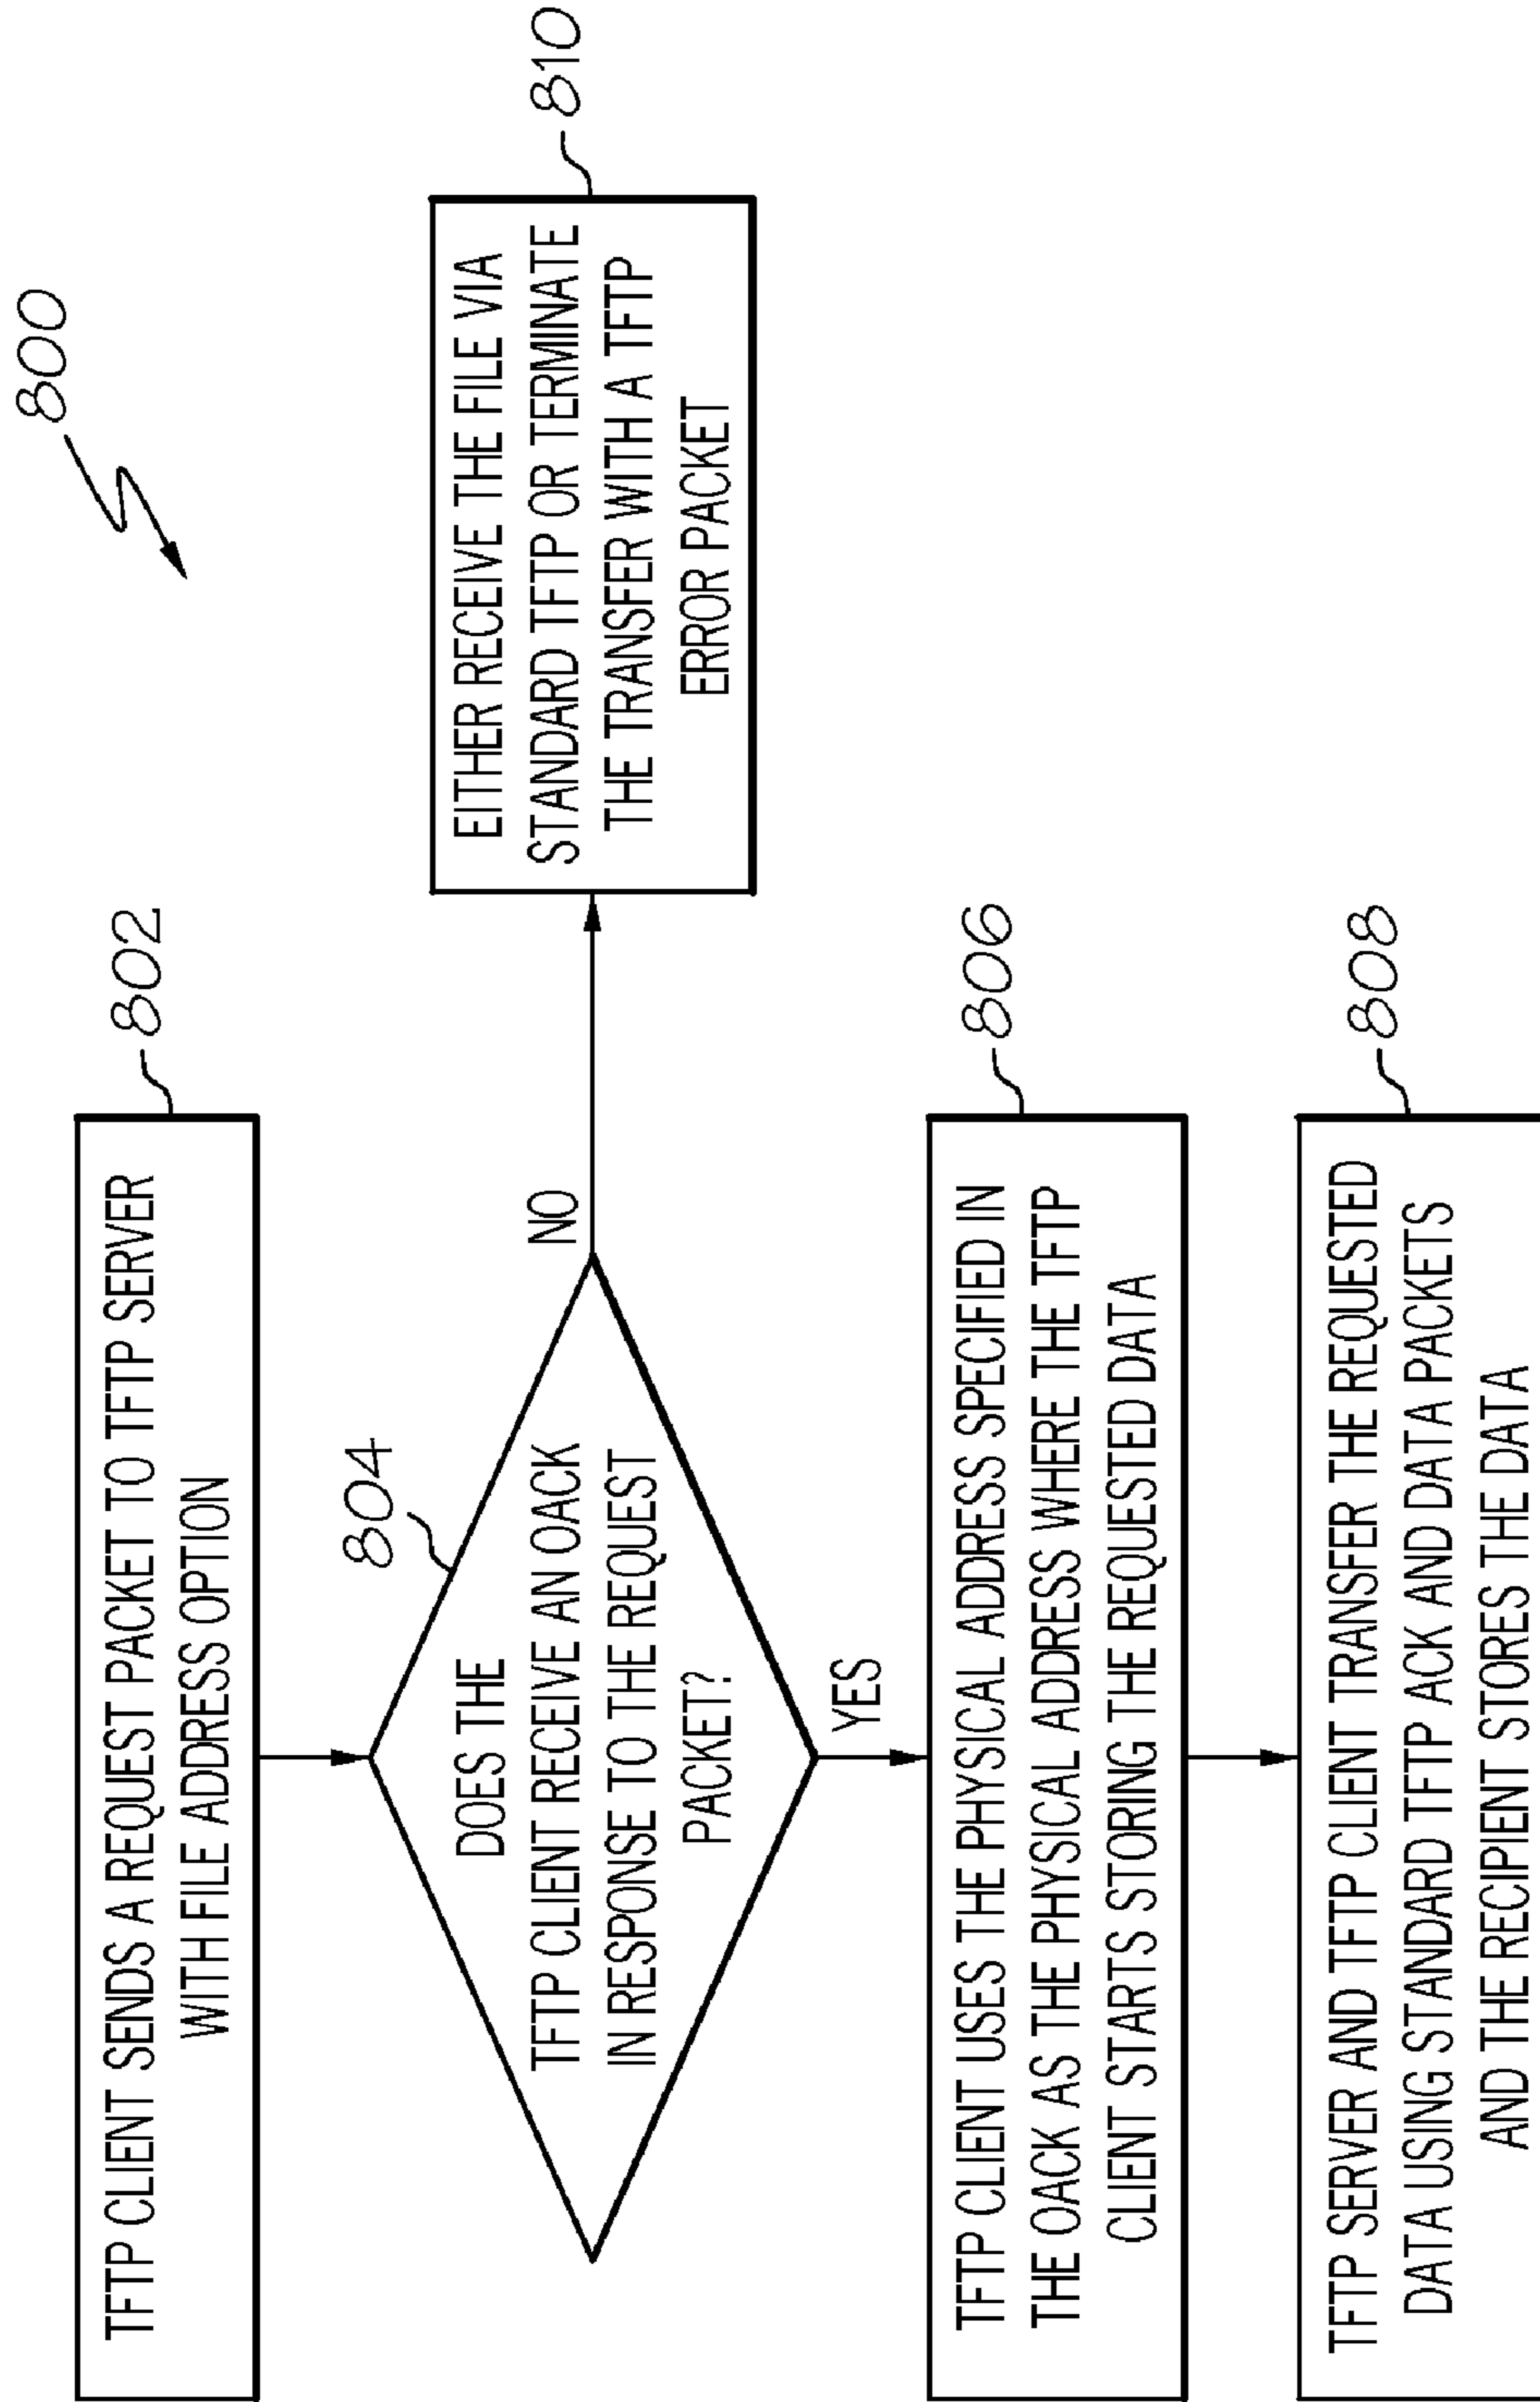 800
TFTP CLIENT SENDS A REQUEST PACKET TO TFTP SERVER
WITH FILE ADDRESS OPTION
802
804
DOES THE
TFTP CLIENT RECEIVE AN OACK
IN RESPONSE TO THE REQUEST
PACKET?
NO
EITHER RECEIVE THE FILE VIA
STANDARD TFTP OR TERMINATE
THE TRANSFER WITH A TFTP
ERROR PACKET
810
YES
TFTP CLIENT USES THE PHYSICAL ADDRESS SPECIFIED IN
THE OACK AS THE PHYSICAL ADDRESS WHERE THE TFTP
CLIENT STARTS STORING THE REQUESTED DATA
806
TFTP SERVER AND TFTP CLIENT TRANSFER THE REQUESTED
DATA USING STANDARD TFTP ACK AND DATA PACKETS
AND THE RECIPIENT STORES THE DATA
808